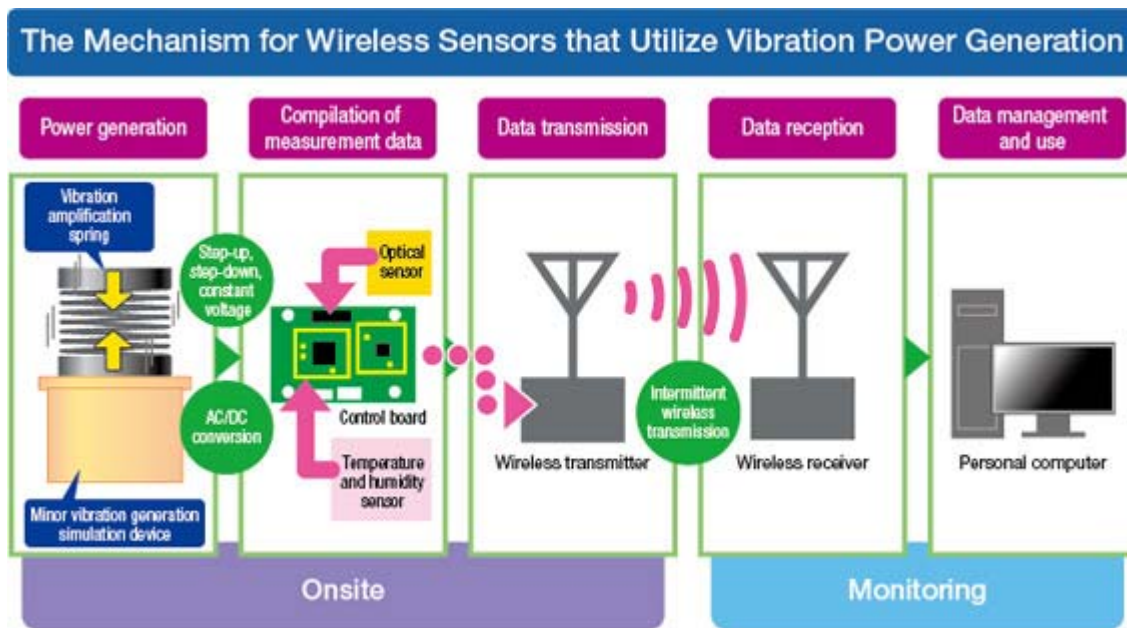 The Mechanism for Wireless Sensors that Utilize Vibration Power Generation
Power generation
Compilation of
measurement data
Data transmission
Data reception
Data management
and use
Vibration
amplification
spring
Minor vibration generation
simulation device
Step-up,
step-down,
constant
voltage
AC/DC
conversion
Optical
sensor
Control board
Temperature
and humidity
sensor
Wireless transmitter
Intermittent
wireless
transmission
Wireless receiver
Personal computer
Onsite
Monitoring